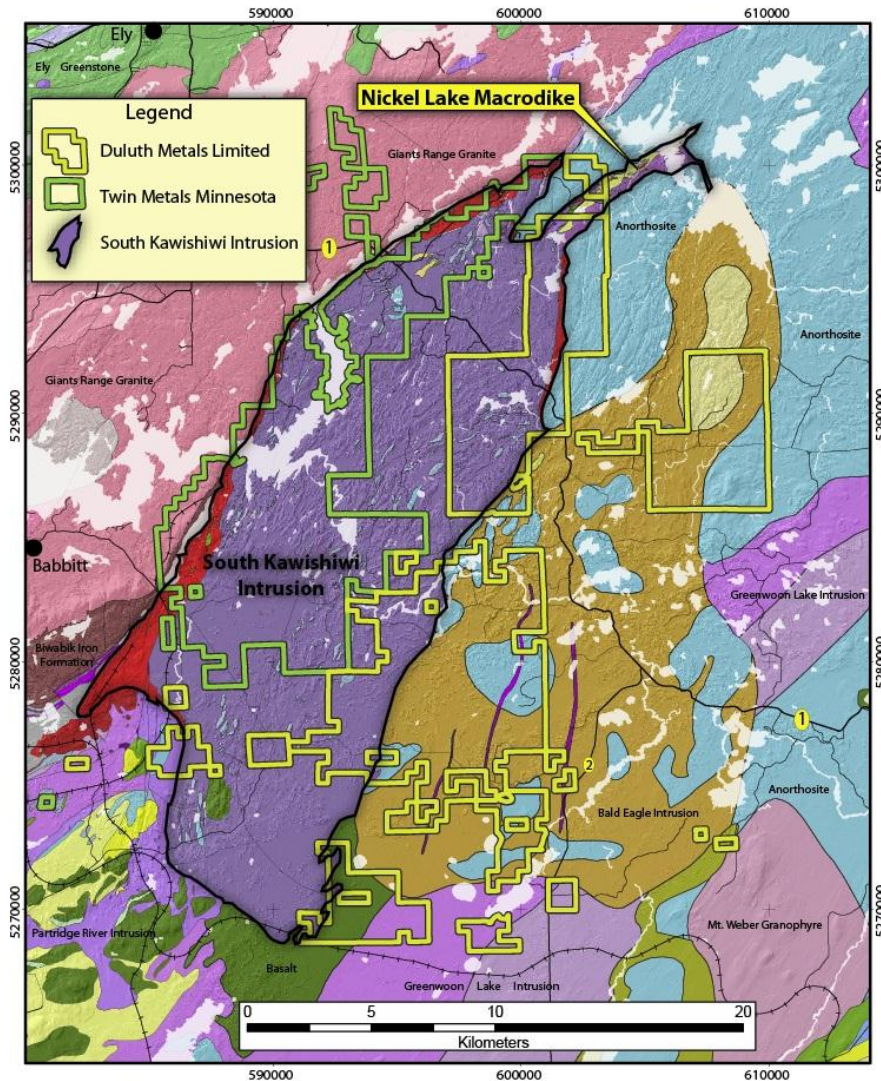 590000
600000
610000
Ely
Ely Greenstone
Nickel Lake Macrodike
Legend
Duluth Metals Limited
Twin Metals Minnesota
South Kawishiwi Intrusion
Giants Range Granite
5300000
5300000
1
Anorthosite
Anorthosite
Giants Range Granite
5290000
5290000
Babbitt
South Kawishiwi
Intrusion
Greenwoon Lake Intrusion
Biwabik Iron
Formation
5280000
5280000
1
2
Anorthosite
Bald Eagle Intrusion
Mt. Weber Granophyre
5270000
5270000
Partridge River Intrusion
Basalt
Greenwoon Lake Intrusion
0 5 10 20
Kilometers
590000
600000
610000